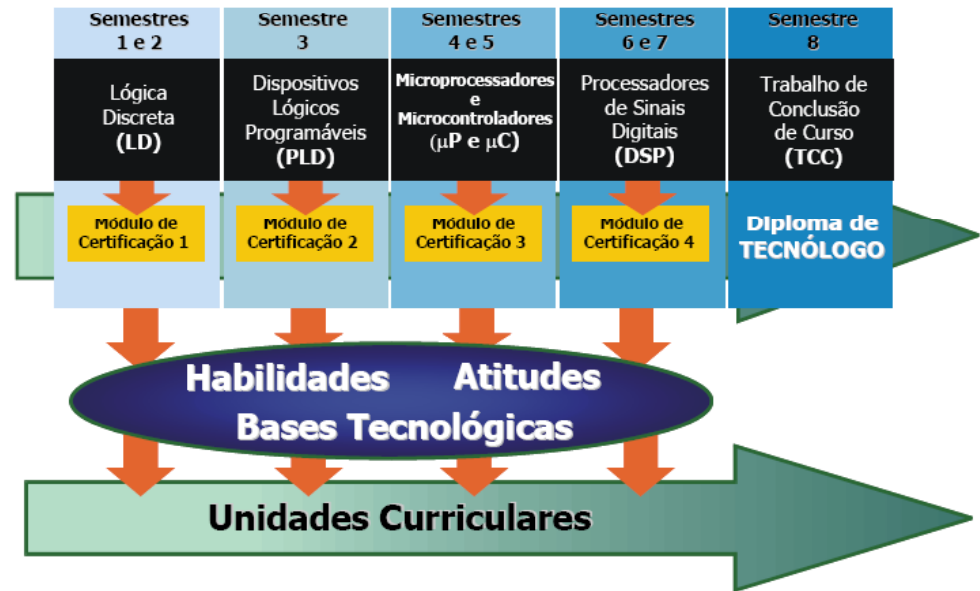 Semestres
1 e 2
Semestre
3
Semestres
4 e 5
Semestres
6 e 7
Semestre
8
Lógica
Discreta
(LD)
Dispositivos
Lógicos
Programáveis
(PLD)
Microprocessadores
e
Microcontroladores
(μP e μC)
Processadores
de Sinais
Digitais
(DSP)
Trabalho de
Conclusão
de Curso
(TCC)
Módulo de
Certificação 1
Módulo de
Certificação 2
Módulo de
Certificação 3
Módulo de
Certificação 4
Diploma de
TECNÓLOGO
Habilidades Atitudes
Bases Tecnológicas
Unidades Curriculares